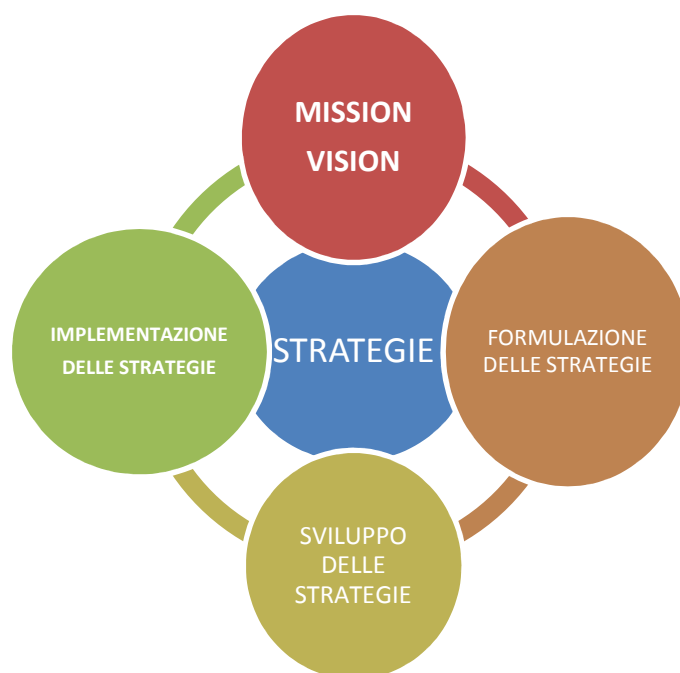 MISSION
VISION
IMPLEMENTAZIONE
DELLE STRATEGIE
STRATEGIE
FORMULAZIONE
DELLE STRATEGIE
SVILUPPO
DELLE
STRATEGIE